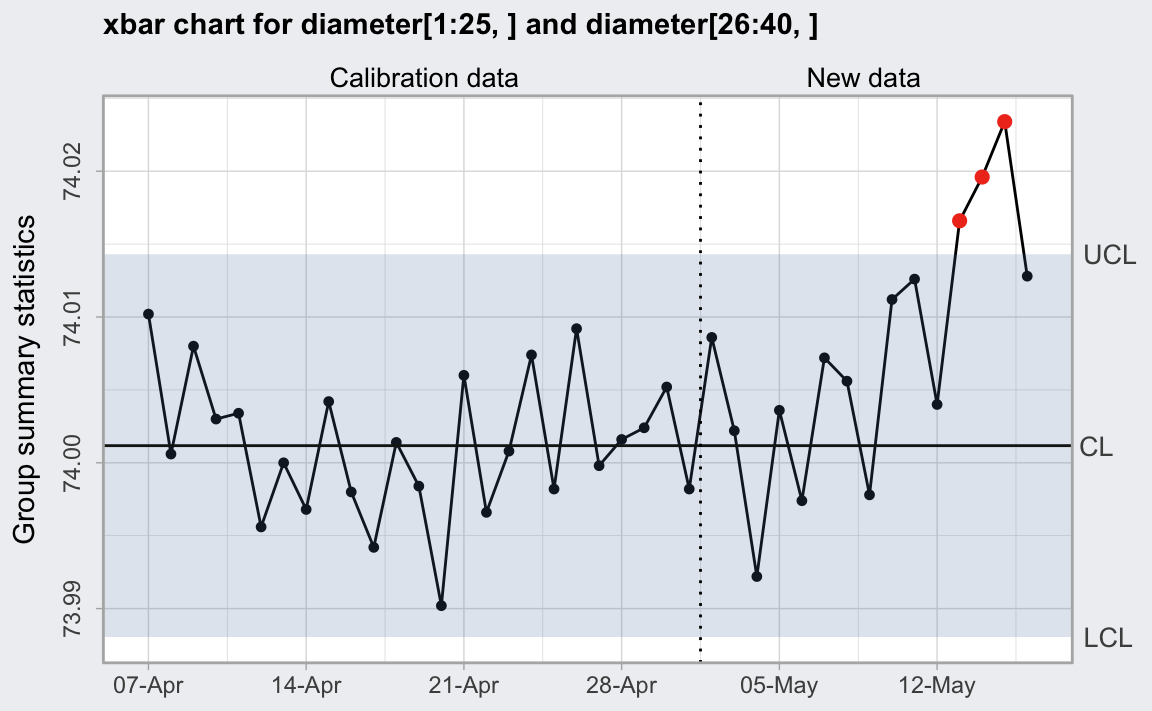 xbar chart for diameter[1:25, ] and diameter[26:40, ]
Calibration data
New data
Group summary statistics
74.02
74.01
74.00
73.99
UCL
CL
LCL
07-Apr
14-Apr
21-Apr
28-Apr
05-May
12-May